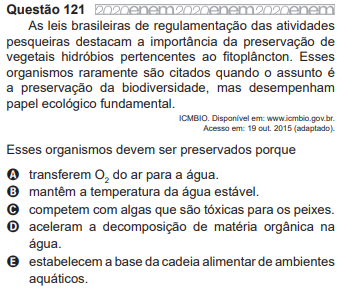 Questão 121 2020enem2020enem2020enem
As leis brasileiras de regulamentação das atividades
pesqueiras destacam a importância da preservação de
vegetais hidróbios pertencentes ao fitoplâncton. Esses
organismos raramente são citados quando o assunto é
a preservação da biodiversidade, mas desempenham
papel ecológico fundamental.
ICMBIO. Disponível em: www.icmbio.gov.br.
Acesso em: 19 out. 2015 (adaptado).
Esses organismos devem ser preservados porque
A transferem O₂ do ar para a água.
B mantêm a temperatura da água estável.
C competem com algas que são tóxicas para os peixes.
D aceleram a decomposição de matéria orgânica na
água.
E estabelecem a base da cadeia alimentar de ambientes
aquáticos.